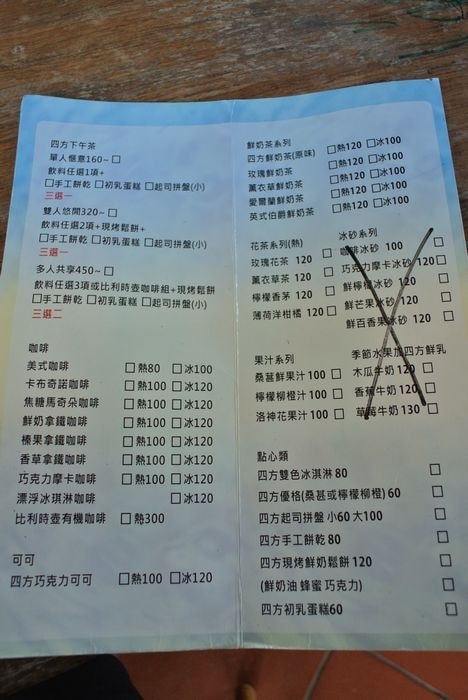 四方下午茶
單人愜意160~ □
飲料任選1項+
□手工餅乾 □初乳蛋糕 □起司拼盤(小)
三選一
雙人悠閒320~ □
飲料任選2項+現烤鬆餅+
□手工餅乾 □初乳蛋糕 □起司拼盤(小)
三選一
多人共享450~ □
飲料任選3項或比利時壺咖啡組+現烤鬆餅+
□手工餅乾 □初乳蛋糕 □起司拼盤(小)
三選二
咖啡
美式咖啡 □熱80 □冰100
卡布奇諾咖啡 □熱100 □冰120
焦糖馬奇朵咖啡 □熱100 □冰120
鮮奶拿鐵咖啡 □熱100 □冰120
榛果拿鐵咖啡 □熱100 □冰120
香草拿鐵咖啡 □熱100 □冰120
巧克力摩卡咖啡 □熱100 □冰120
漂浮冰琪淋咖啡 □冰120
比利時壺有機咖啡 □熱300
可可
四方巧克力可可 □熱100 □冰120
鮮奶茶系列
四方鮮奶茶(原味) □熱120 □冰100
玫瑰鮮奶茶 □熱120 □冰100
薰衣草鮮奶茶 □熱120 □冰100
愛爾蘭鮮奶茶 □熱120 □冰100
英式伯爵鮮奶茶 □熱120 □冰100
花茶系列(熱)
玫瑰花茶 120 □
薰衣草茶 120 □
檸檬香茅 120 □
薄荷洋柑橘 120 □
冰砂系列
咖啡冰砂 100 □
巧克力摩卡冰砂 120 □
鮮檸檬冰砂 120 □
鮮芒果冰砂 120 □
鮮百香果冰砂 120 □
果汁系列
桑葚鮮果汁 100 □
檸檬柳橙汁 100 □
洛神花果汁 100 □
季節水果加四方鮮乳
木瓜牛奶 120 □
香蕉牛奶 120 □
草莓牛奶 130 □
點心類
四方雙色冰淇淋 80 □
四方優格(桑葚或檸檬柳橙) 60 □
四方起司拼盤 小60 大100 □
四方手工餅乾 80 □
四方現烤鮮奶鬆餅 120 □
(鮮奶油 蜂蜜 巧克力) □
四方初乳蛋糕60 □